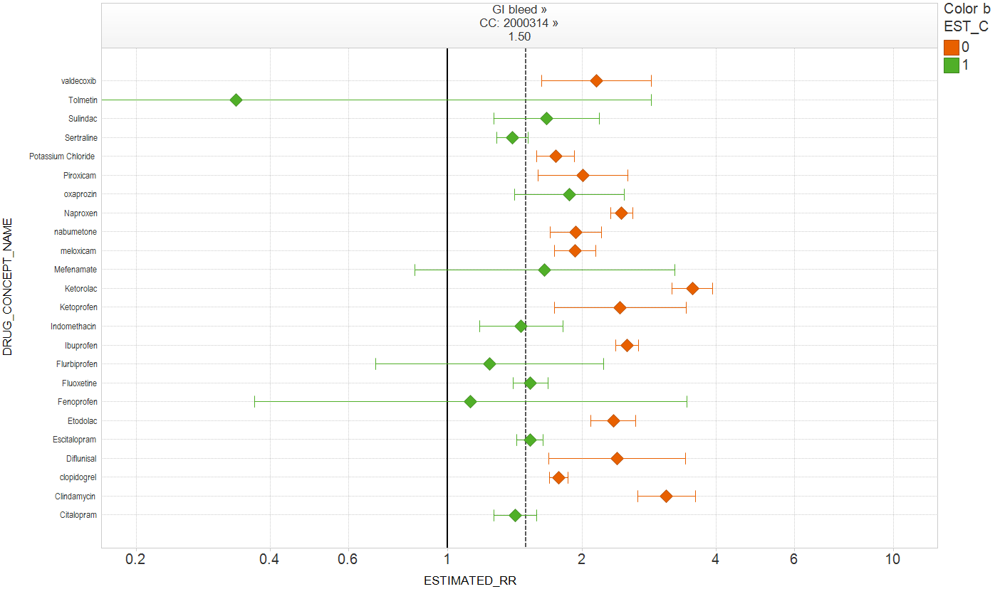 GI bleed »
CC: 2000314 »
1.50
Color b
EST_C
0
1
DRUG_CONCEPT_NAME
valdecoxib
Tolmetin
Sulindac
Sertraline
Potassium Chloride
Piroxicam
oxaprozin
Naproxen
nabumetone
meloxicam
Mefenamate
Ketorolac
Ketoprofen
Indomethacin
Ibuprofen
Flurbiprofen
Fluoxetine
Fenoprofen
Etodolac
Escitalopram
Diflunisal
clopidogrel
Clindamycin
Citalopram
0.2 0.4 0.6 1 2 4 6 10
ESTIMATED_RR